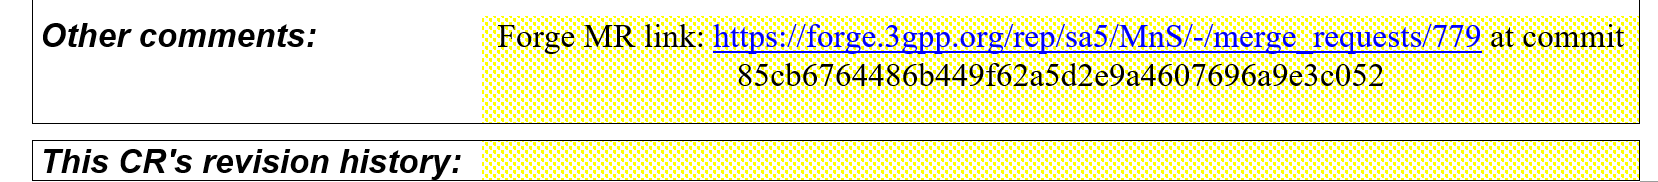 Other comments: Forge MR link: https://forge.3gpp.org/rep/sa5/MnS/-/merge_requests/779 at commit
85cb6764486b449f62a5d2e9a4607696a9e3c052
This CR's revision history: